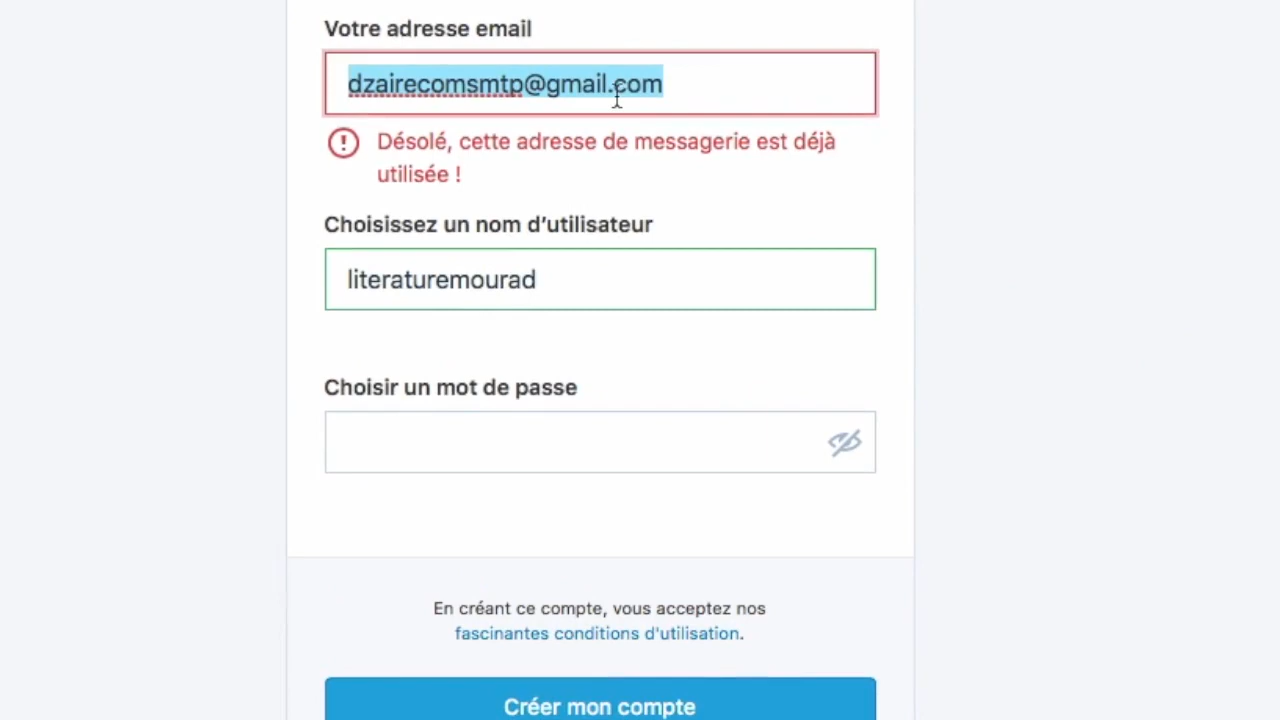 Votre adresse email
dzairecomsmtp@gmail.com
Désolé, cette adresse de messagerie est déjà
utilisée !
Choisissez un nom d’utilisateur
literaturemourad
Choisir un mot de passe
En créant ce compte, vous acceptez nos
fascinantes conditions d'utilisation.
Créer mon compte